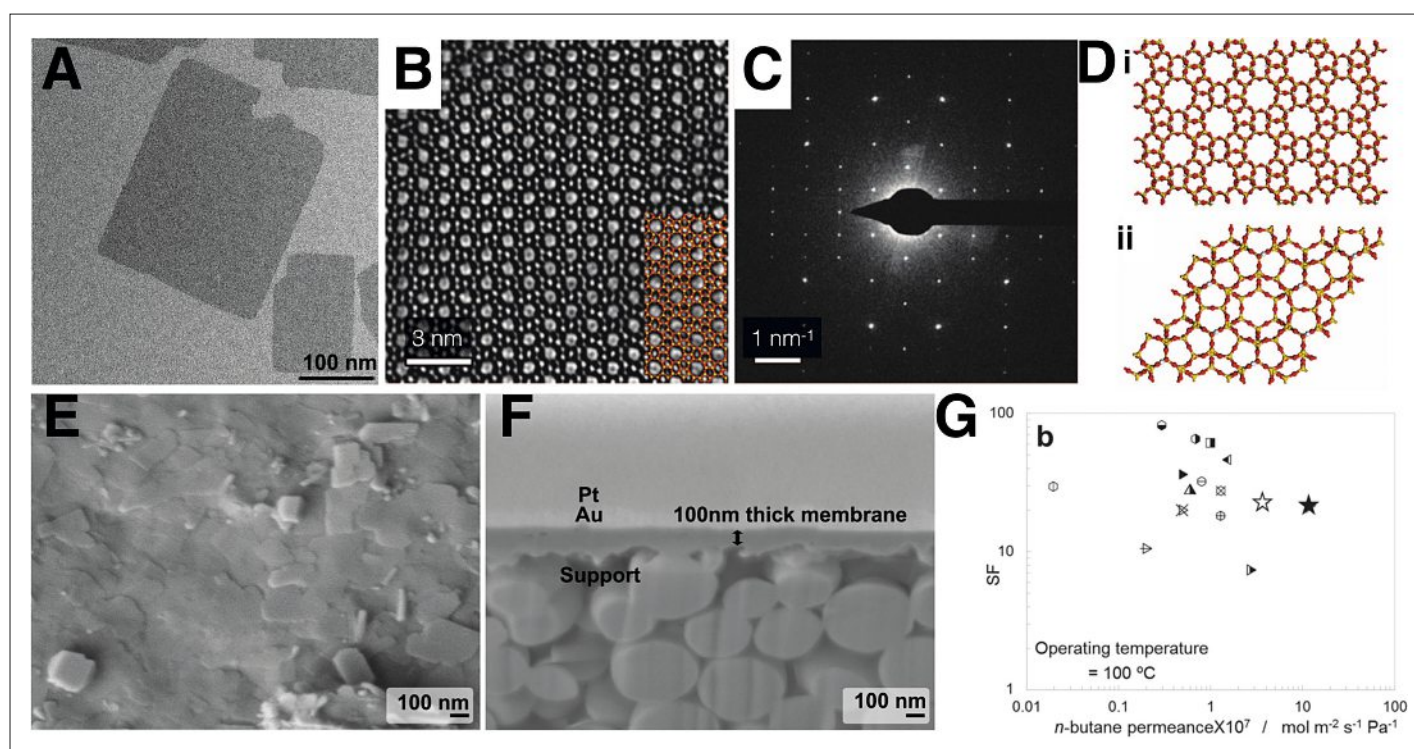 A
100 nm
B
3 nm
C
1 nm-1
D
i
ii
E
100 nm
F
Pt
Au
100nm thick membrane
Support
100 nm
G
b
100
10
1
SF
Operating temperature
= 100 ºC
0.01 0.1 1 10 100
n-butane permeanceX10⁷ / mol m⁻² s⁻¹ Pa⁻¹